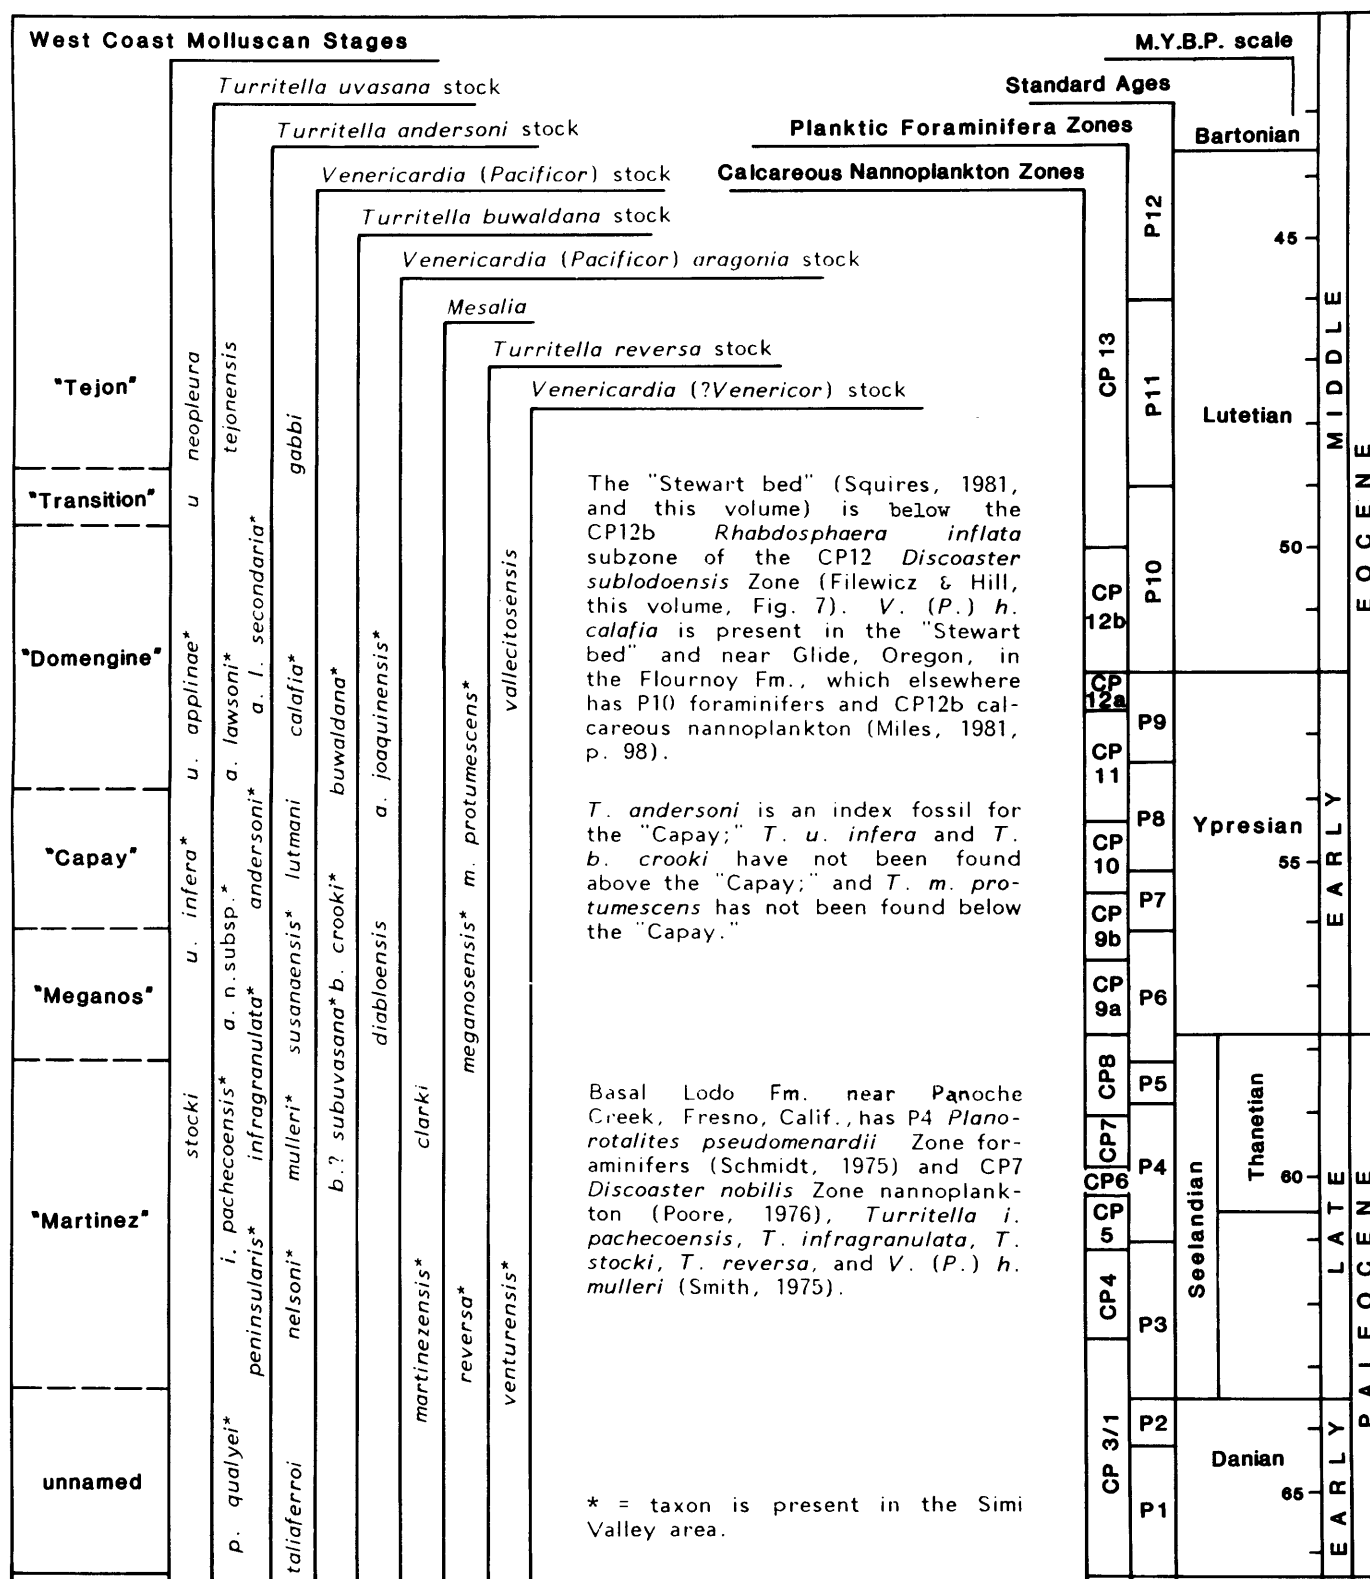 West Coast Molluscan Stages
M.Y.B.P. scale
Turritella uvasana stock
Standard Ages
Turritella andersoni stock
Planktic Foraminifera Zones
Bartonian
Venericardia (Pacificor) stock
Calcareous Nannoplankton Zones
Turritella buwaldana stock
Venericardia (Pacificor) aragonia stock
Mesalia
Turritella reversa stock
Venericardia (?Venericor) stock
"Tejon"
"Transition"
"Domengine"
"Capay"
"Meganos"
"Martinez"
unnamed
u neopleura
u. applinae*
u. infera*
stocki
tejonensis
a. l. secondaria*
a. lawsoni*
andersoni*
a. n.subsp.*
infragranulata*
i. pachecoensis*
peninsularis*
p. qualyei*
gabbi
calafia*
lutmani
susanaensis*
mulleri*
nelsoni*
taliaferroi
buwaldana*
b. crooki*
b.? subuvasana*
a. joaquinensis*
diabloensis
clarki
martinezensis*
m. protumescens*
meganosensis*
reversa*
vallecitosensis
venturensis*
The "Stewart bed" (Squires, 1981,
and this volume) is below the
CP12b Rhabdosphaera inflata
subzone of the CP12 Discoaster
sublodoensis Zone (Filewicz & Hill,
this volume, Fig. 7). V. (P.) h.
calafia is present in the "Stewart
bed" and near Glide, Oregon, in
the Flournoy Fm., which elsewhere
has P10 foraminifers and CP12b cal-
careous nannoplankton (Miles, 1981,
p. 98).
T. andersoni is an index fossil for
the "Capay;" T. u. infera and T.
b. crooki have not been found
above the "Capay;" and T. m. pro-
tumescens has not been found below
the "Capay."
Basal Lodo Fm. near Panoche
Creek, Fresno, Calif., has P4 Plano-
rotalites pseudomenardii Zone for-
aminifers (Schmidt, 1975) and CP7
Discoaster nobilis Zone nannoplank-
ton (Poore, 1976), Turritella i.
pachecoensis, T. infragranulata, T.
stocki, T. reversa, and V. (P.) h.
mulleri (Smith, 1975).
* = taxon is present in the Simi
Valley area.
CP 13
CP
12b
CP
12a
CP
11
CP
10
CP
9b
CP
9a
CP8
CP7
CP6
CP
5
CP4
CP 3/1
P12
P11
P10
P9
P8
P7
P6
P5
P4
P3
P2
P1
Lutetian
Ypresian
Thanetian
Seelandian
Danian
45
50
55
60
65
MIDDLE
EARLY
LATE
EARLY
EOCENE
PALEOCENE